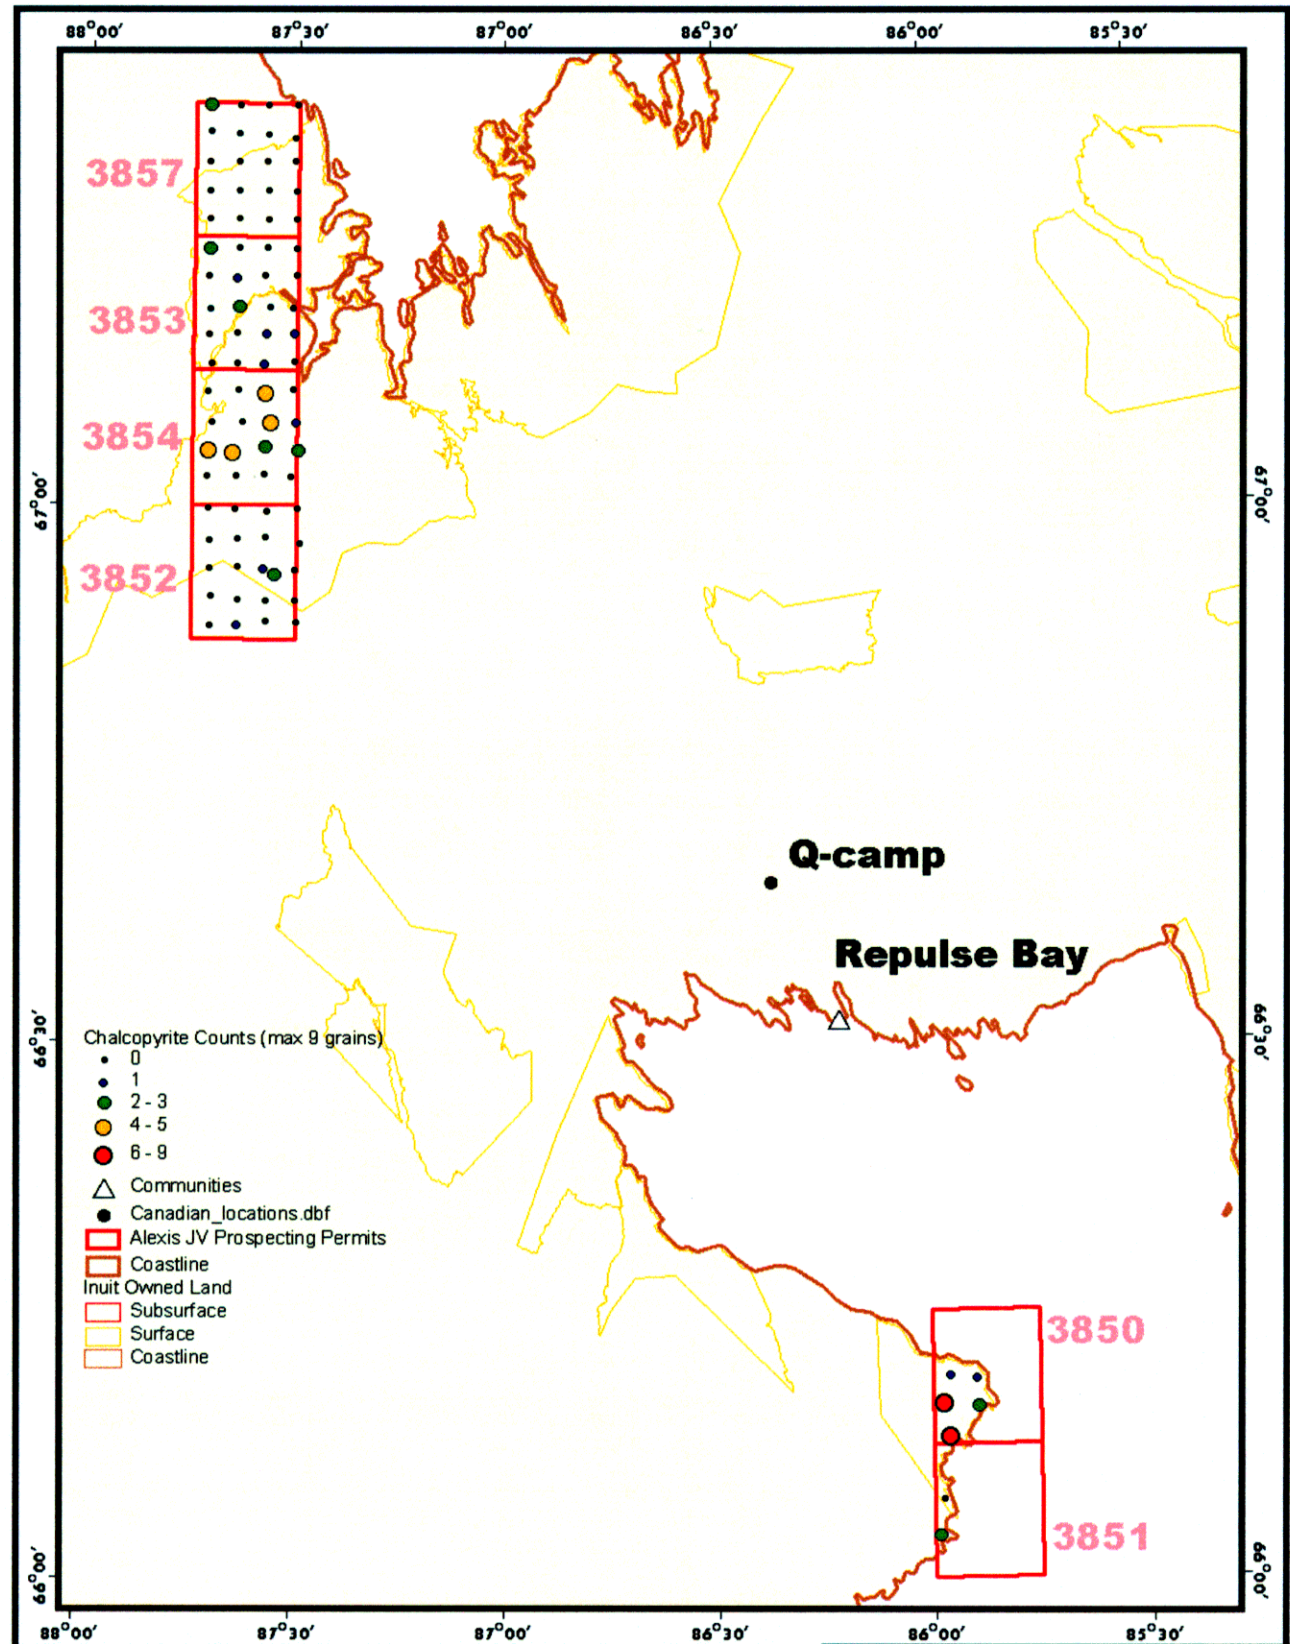 88°00′ 87°30′ 87°00′ 86°30′ 86°00′ 85°30′
3857
3853
3854
67°00′ 67°00′
3852
Q-camp
Repulse Bay
66°30′ 66°30′
Chalcopyrite Counts (max 9 grains)
0
1
2 - 3
4 - 5
6 - 9
Communities
Canadian_locations.dbf
Alexis JV Prospecting Permits
Coastline
Inuit Owned Land
Subsurface
Surface
Coastline
3850
3851
66°00′ 66°00′
88°00′ 87°30′ 87°00′ 86°30′ 86°00′ 85°30′